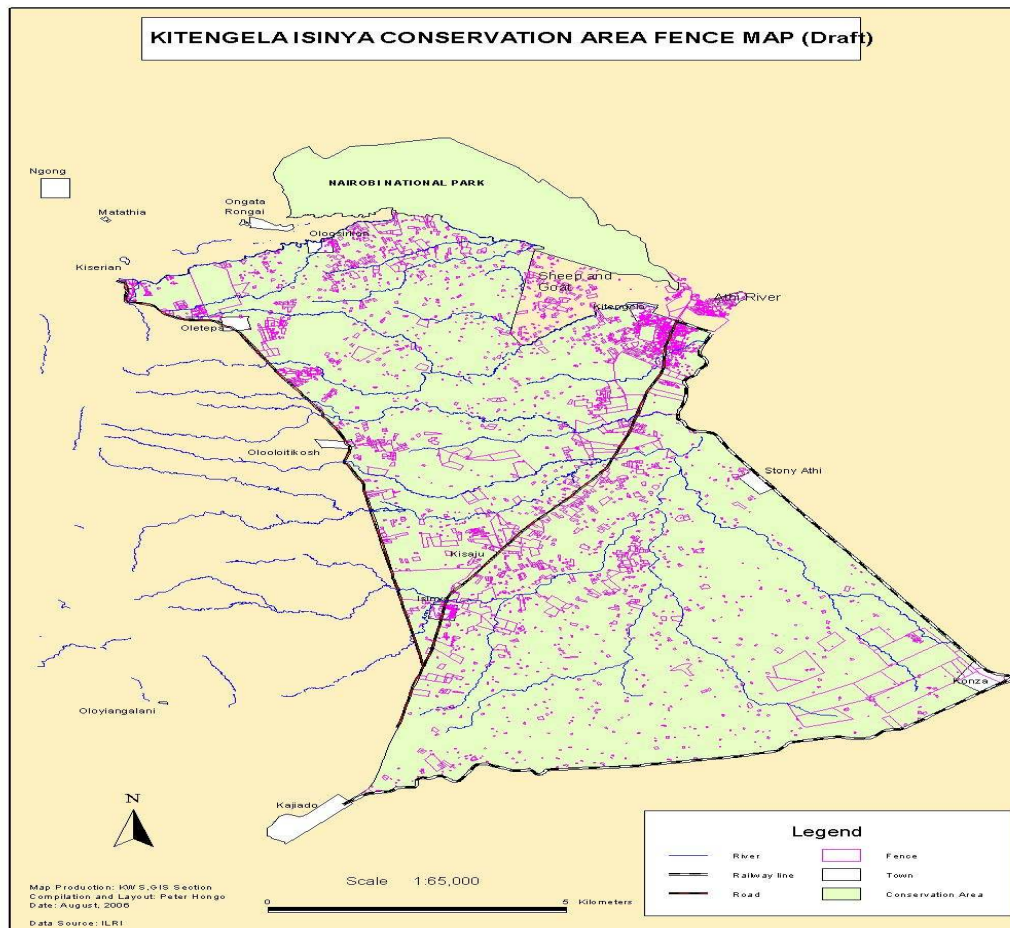 KITENGELA ISINYA CONSERVATION AREA FENCE MAP (Draft)
NAIROBI NATIONAL PARK
Ngong
Matathia
Ongata
Rongai
Kiserian
Sheep and
Goat
Athi River
Oletepa
Olooloitikosh
Stony Athi
Kisaju
Konza
Oloyiangalani
Kajiado
N
Scale 1:65,000
0 5 Kilometers
Map Production: KWS,GIS Section
Compilation and Layout: Peter Hongo
Date: August, 2006
Data Source: ILRI
Legend
River
Fence
Railway line
Town
Road
Conservation Area